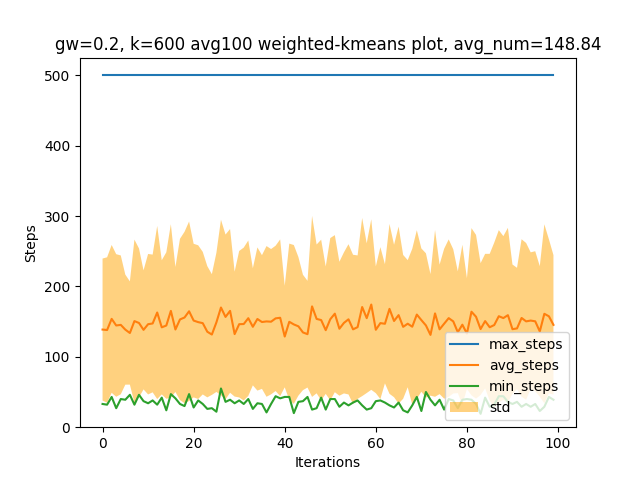 gw=0.2, k=600 avg100 weighted-kmeans plot, avg_num=148.84
500
400
300
200
100
0
Steps
max_steps
avg_steps
min_steps
std
0 20 40 60 80 100
Iterations